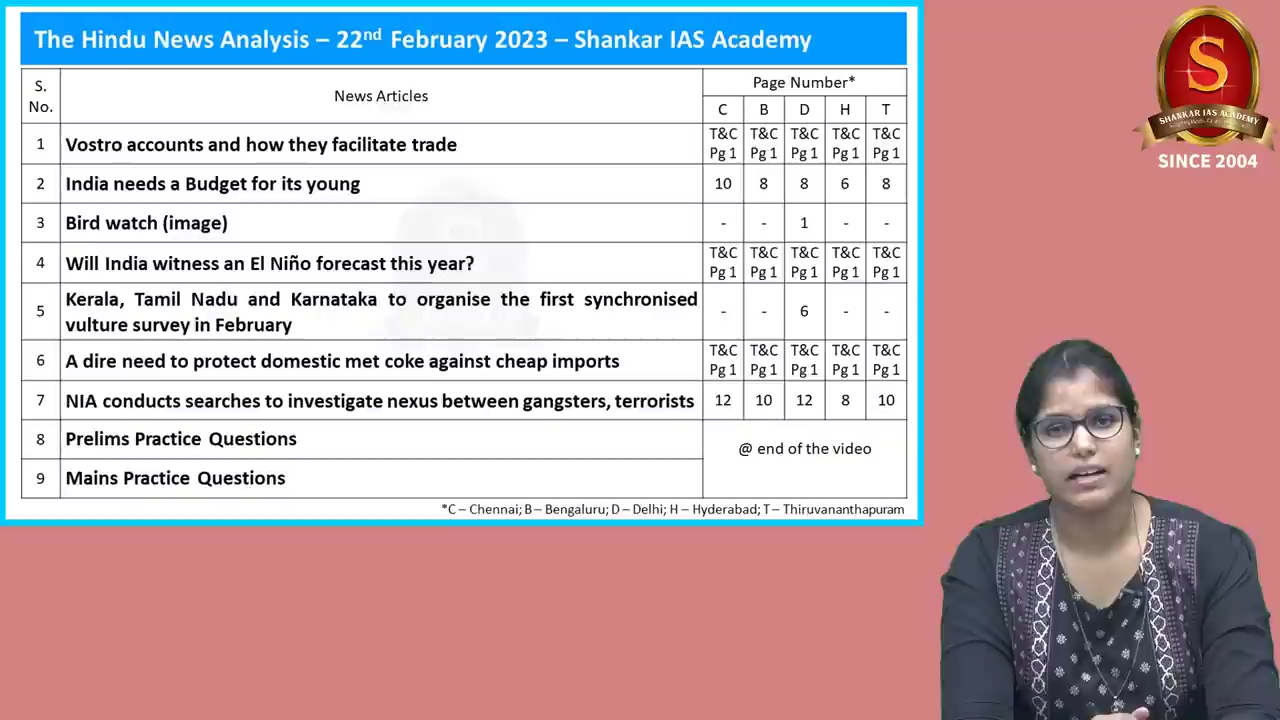 The Hindu News Analysis – 22nd February 2023 – Shankar IAS Academy
S. No. News Articles Page Number*
C B D H T
1 Vostro accounts and how they facilitate trade T&C Pg 1 T&C Pg 1 T&C Pg 1 T&C Pg 1 T&C Pg 1
2 India needs a Budget for its young 10 8 8 6 8
3 Bird watch (image) - - 1 - -
4 Will India witness an El Niño forecast this year? T&C Pg 1 T&C Pg 1 T&C Pg 1 T&C Pg 1 T&C Pg 1
5 Kerala, Tamil Nadu and Karnataka to organise the first synchronised
vulture survey in February - - 6 - -
6 A dire need to protect domestic met coke against cheap imports T&C Pg 1 T&C Pg 1 T&C Pg 1 T&C Pg 1 T&C Pg 1
7 NIA conducts searches to investigate nexus between gangsters, terrorists 12 10 12 8 10
8 Prelims Practice Questions
@ end of the video
9 Mains Practice Questions
*C – Chennai; B – Bengaluru; D – Delhi; H – Hyderabad; T – Thiruvananthapuram
S
SHANKAR IAS ACADEMY
SINCE 2004